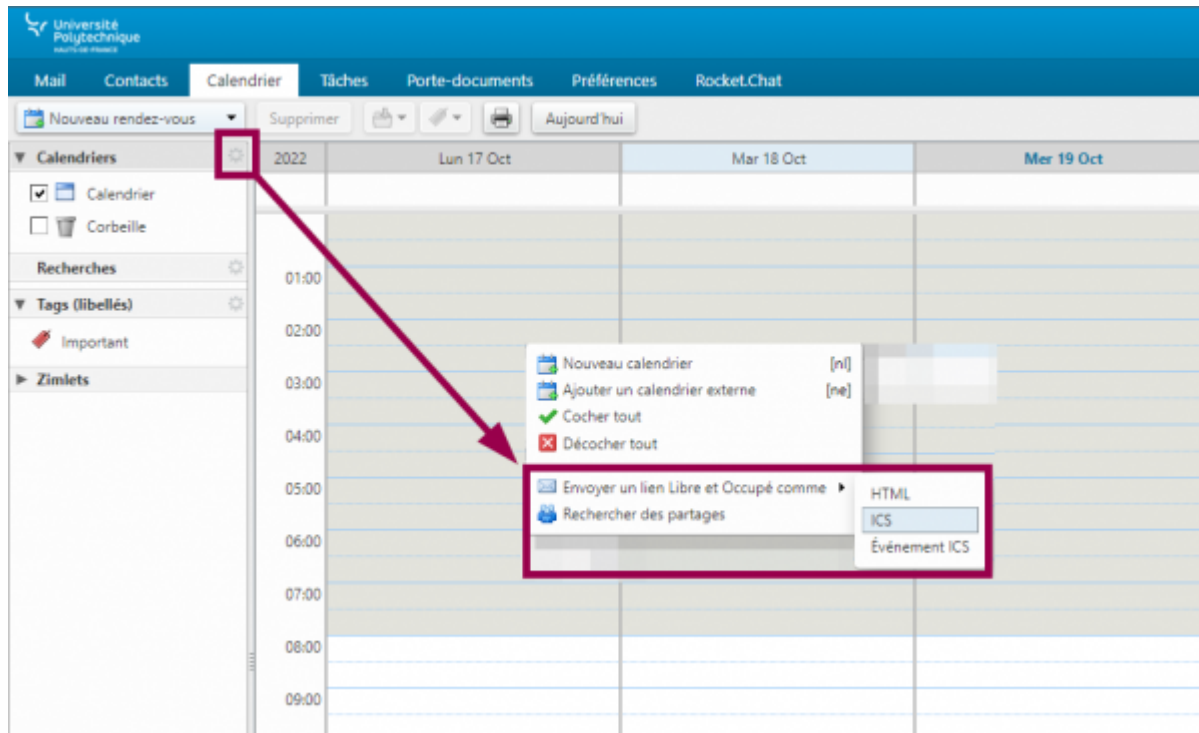 Université
Polytechnique
HAUTS-DE-FRANCE
Mail Contacts Calendrier Tâches Porte-documents Préférences Rocket.Chat
Nouveau rendez-vous Supprimer Aujourd'hui
Calendriers 2022 Lun 17 Oct Mar 18 Oct Mer 19 Oct
Calendrier
Corbeille
Recherches
01:00
Tags (libellés)
02:00
Important
Nouveau calendrier [nl]
Zimlets
03:00
Ajouter un calendrier externe [ne]
Cocher tout
04:00
Décocher tout
05:00
Envoyer un lien Libre et Occupé comme HTML
Rechercher des partages ICS
06:00
Événement ICS
07:00
08:00
09:00